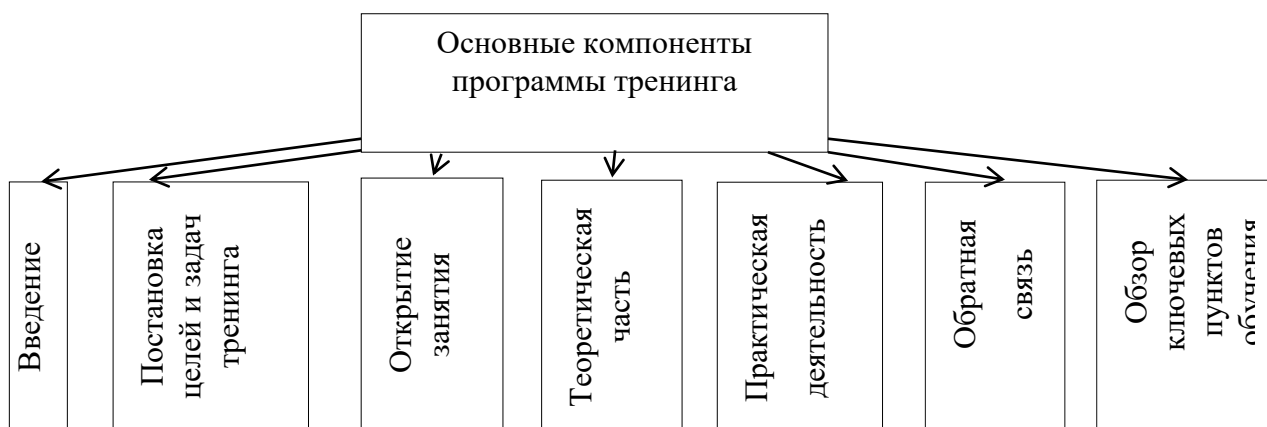 Основные компоненты
программы тренинга
Введение
Постановка
целей и задач
тренинга
Открытие
занятия
Теоретическая
часть
Практическая
деятельность
Обратная
связь
Обзор
ключевых
пунктов
обучения